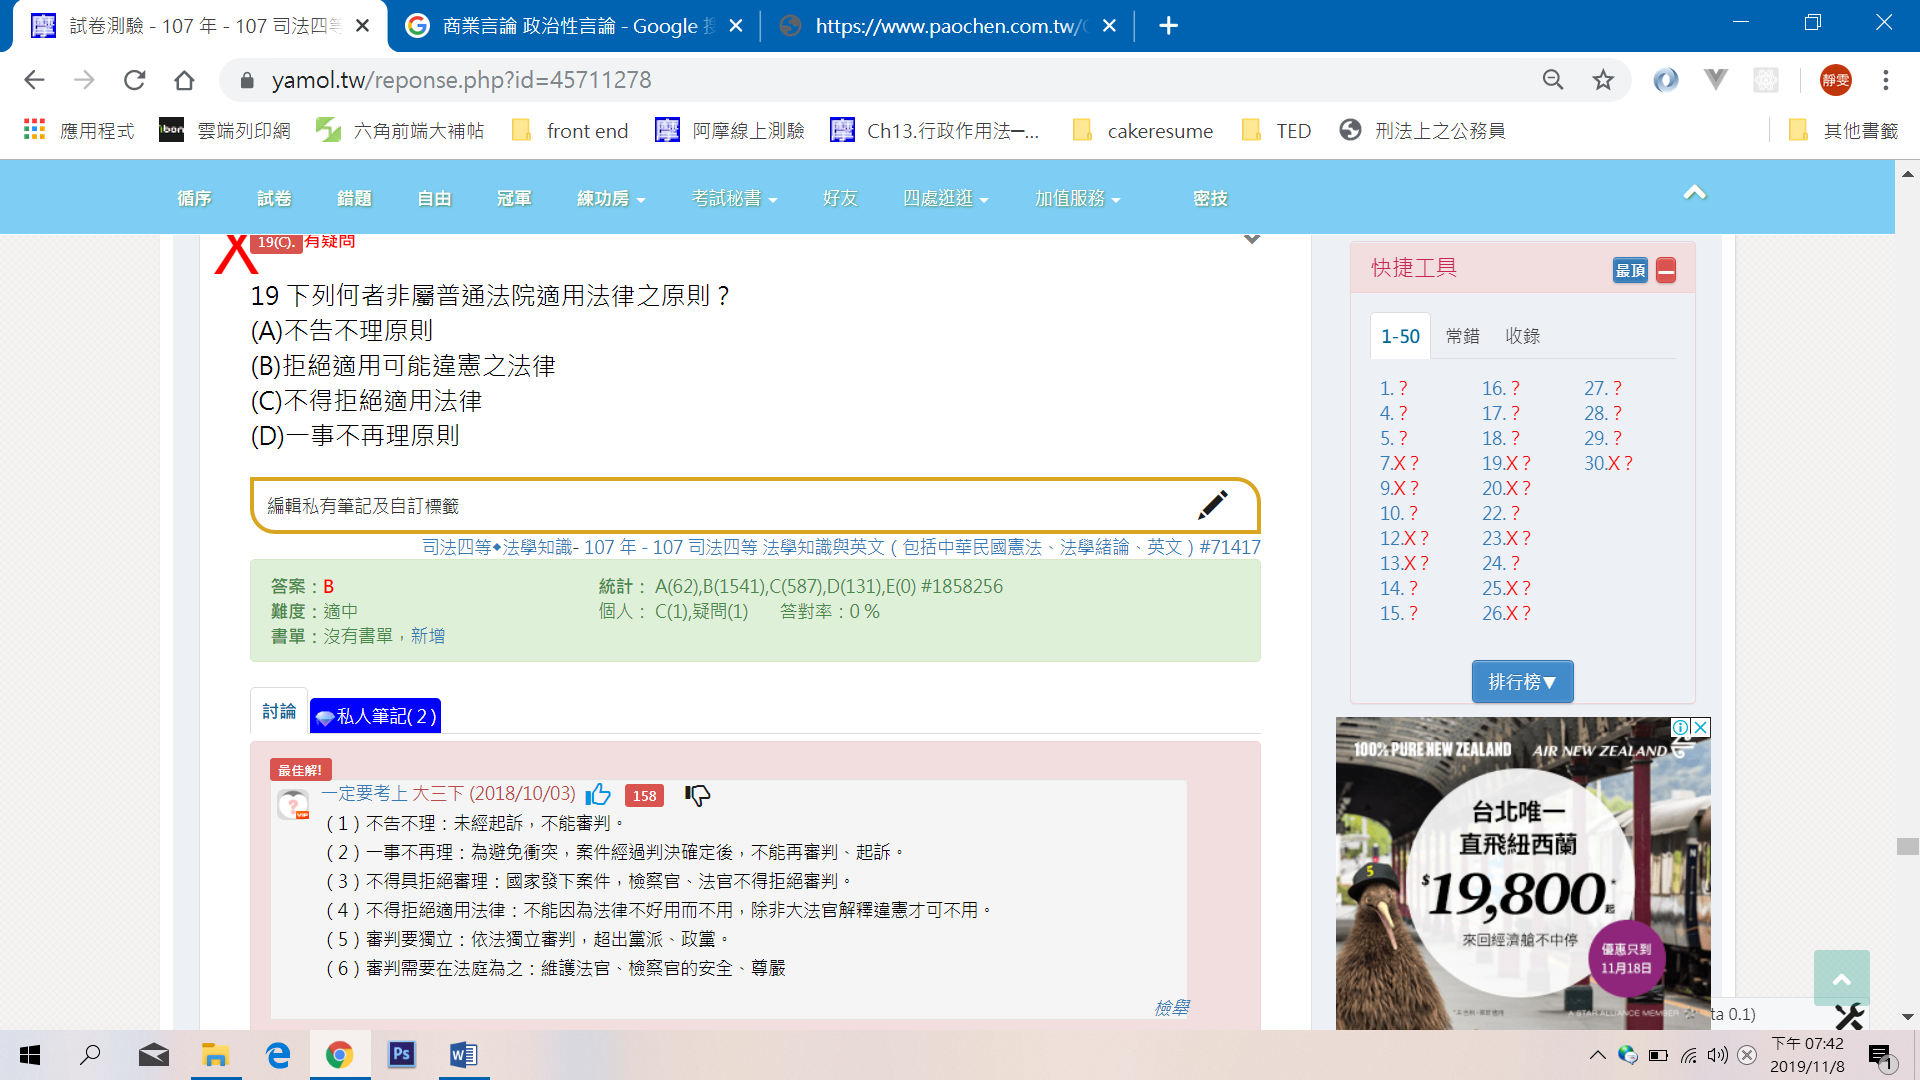 試卷測驗 - 107 年 - 107 司法四等
商業言論 政治性言論 - Google
https://www.paochen.com.tw/
yamol.tw/reponse.php?id=45711278
靜雯
應用程式
ibon 雲端列印網
六角前端大補帖
front end
摩 阿摩線上測驗
摩 Ch13.行政作用法─...
cakeresume
TED
刑法上之公務員
其他書籤
循序 試卷 錯題 自由 冠軍 練功房 考試秘書 好友 四處逛逛 加值服務 密技
X 19(C). 有疑問
19 下列何者非屬普通法院適用法律之原則？
(A)不告不理原則
(B)拒絕適用可能違憲之法律
(C)不得拒絕適用法律
(D)一事不再理原則
編輯私有筆記及自訂標籤
司法四等◆法學知識- 107 年 - 107 司法四等 法學知識與英文（包括中華民國憲法、法學緒論、英文）#71417
答案：B
統計： A(62),B(1541),C(587),D(131),E(0) #1858256
難度：適中
個人： C(1),疑問(1) 答對率：0 %
書單：沒有書單，新增
討論
私人筆記( 2 )
最佳解!
一定要考上 大三下 (2018/10/03) 158
VIP
（1）不告不理：未經起訴，不能審判。
（2）一事不再理：為避免衝突，案件經過判決確定後，不能再審判、起訴。
（3）不得具拒絕審理：國家發下案件，檢察官、法官不得拒絕審判。
（4）不得拒絕適用法律：不能因為法律不好用而不用，除非大法官解釋違憲才可不用。
（5）審判要獨立：依法獨立審判，超出黨派、政黨。
（6）審判需要在法庭為之：維護法官、檢察官的安全、尊嚴
檢舉
快捷工具
最頂
1-50 常錯 收錄
1. ? 16. ? 27. ?
4. ? 17. ? 28. ?
5. ? 18. ? 29. ?
7.X ? 19.X ? 30.X ?
9.X ? 20.X ?
10. ? 22. ?
12.X ? 23.X ?
13.X ? 24. ?
14. ? 25.X ?
15. ? 26.X ?
排行榜▼
100% PURE NEW ZEALAND AIR NEW ZEALAND
台北唯一
直飛紐西蘭
$19,800起*
來回經濟艙不中停
優惠只到
11月18日
5
A STAR ALLIANCE MEMBER
ta 0.1)
Ps
下午 07:42
2019/11/8
1